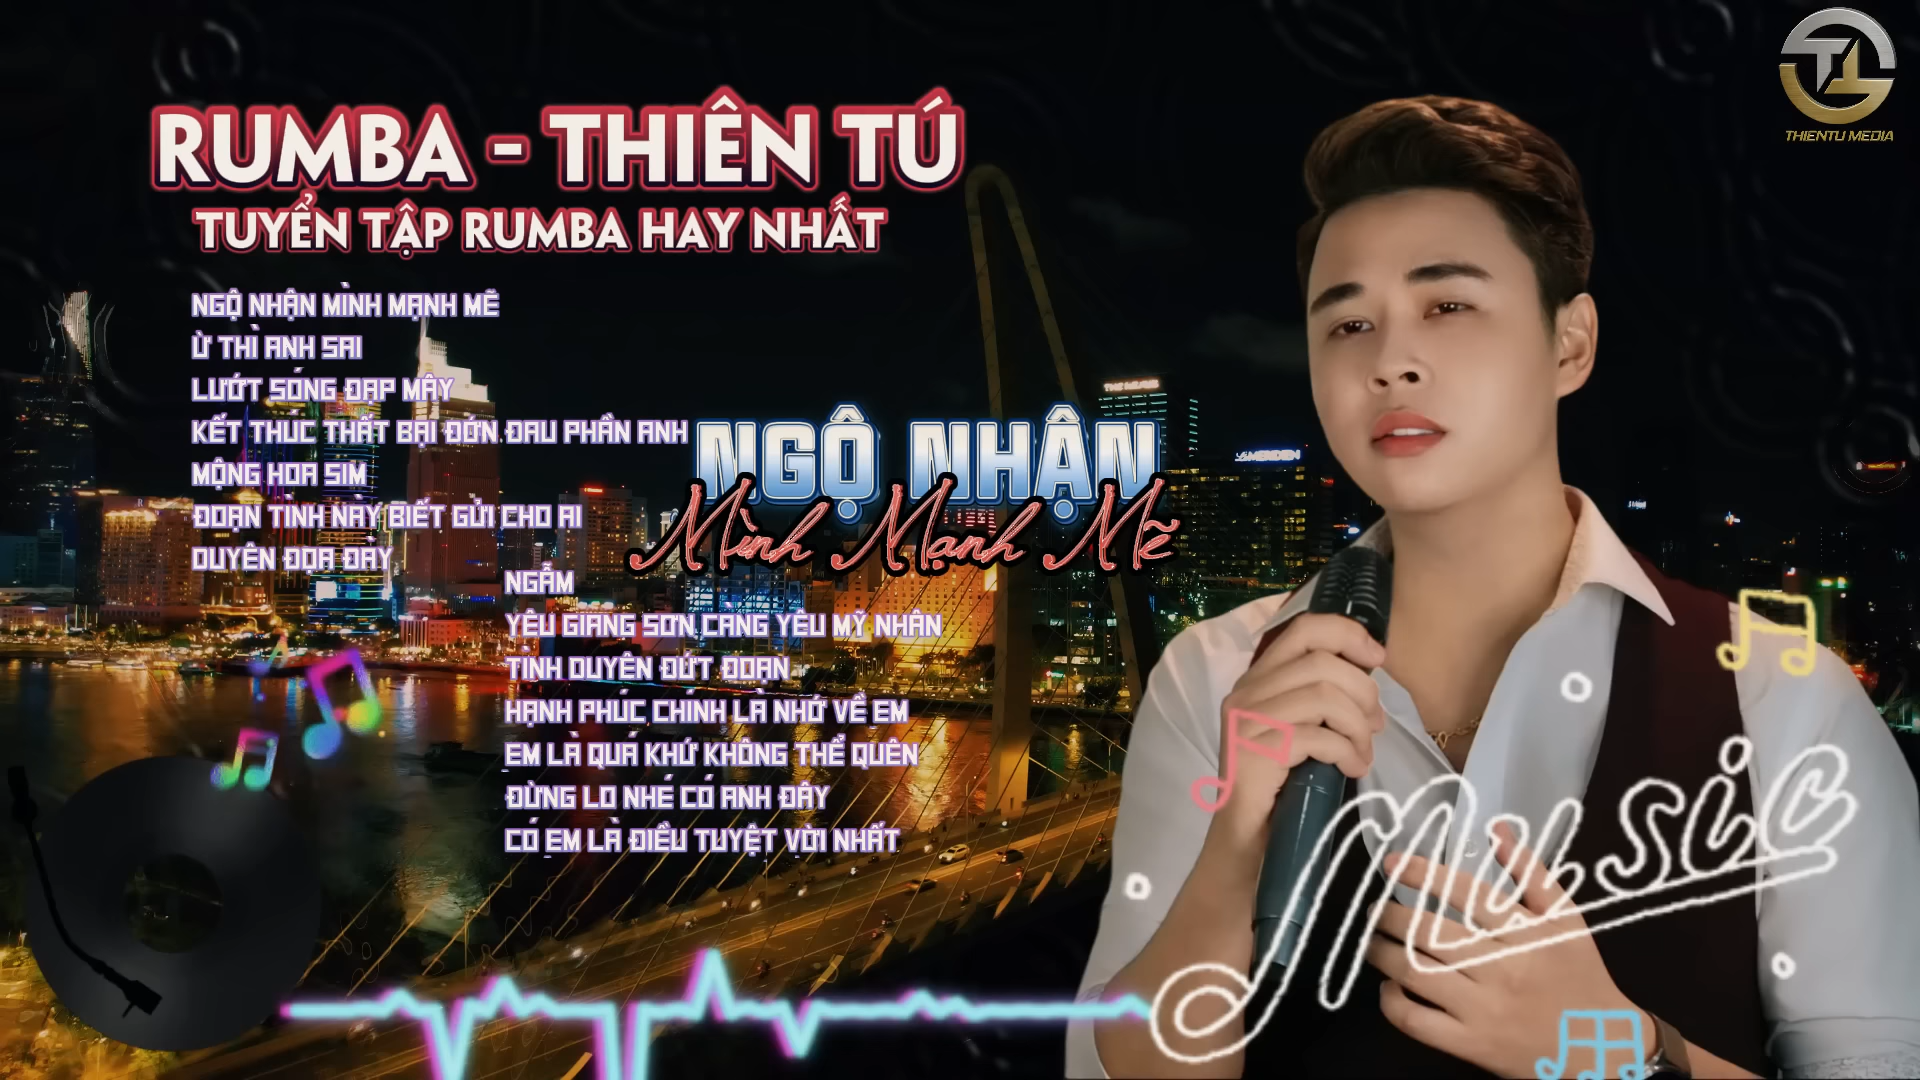 RUMBA - THIÊN TÚ
TUYỂN TẬP RUMBA HAY NHẤT
NGỘ NHẬN MÌNH MẠNH MẼ
Ừ THÌ ANH SAI
LƯỚT SÓNG ĐẠP MÂY
KẾT THÚC THẤT BẠI ĐỚN ĐAU PHẦN ANH
MỘNG HOA SIM
ĐOẠN TÌNH NÀY BIẾT GỬI CHO AI
DUYÊN ĐỌA ĐÀY
NGẪM
YÊU GIANG SƠN CÀNG YÊU MỸ NHÂN
TÌNH DUYÊN ĐỨT ĐOẠN
HẠNH PHÚC CHÍNH LÀ NHỚ VỀ EM
EM LÀ QUÁ KHỨ KHÔNG THỂ QUÊN
ĐỪNG LO NHÉ CÓ ANH ĐÂY
CÓ EM LÀ ĐIỀU TUYỆT VỜI NHẤT
NGỘ NHẬN
Mình Mạnh Mẽ
THIENTU MEDIA
Music